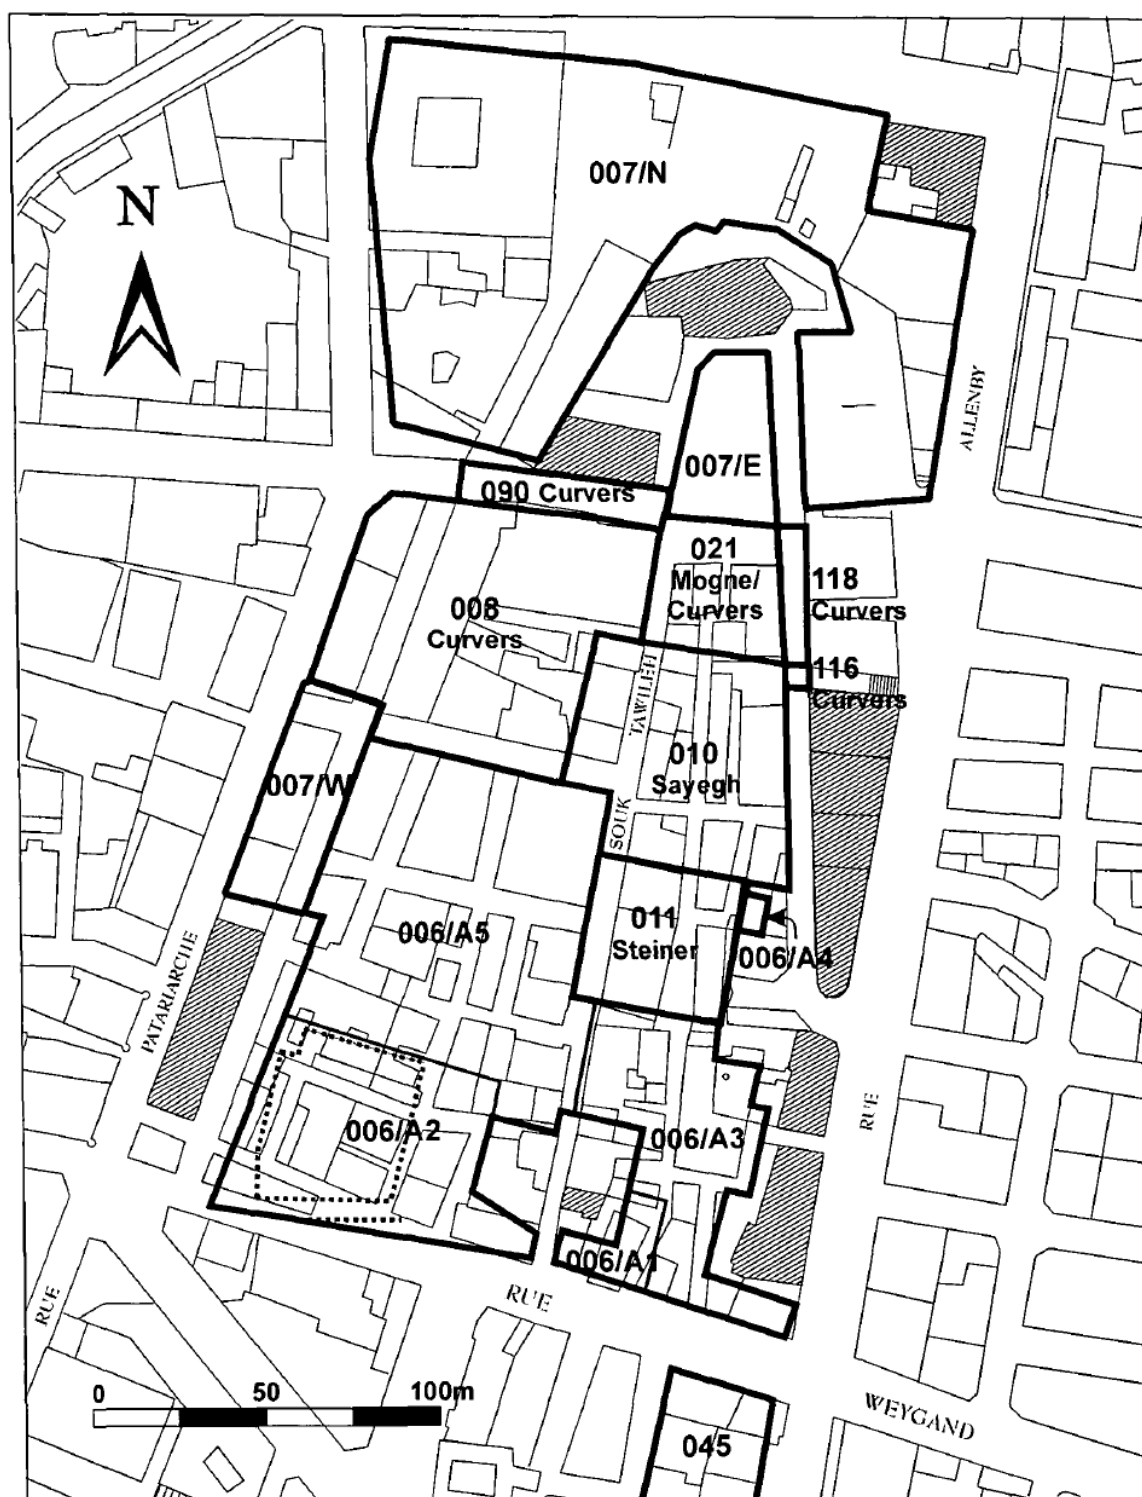 007/N
N
ALLENBY
007/E
090 Curvers
021
Mogne/
Curvers
118
Curvers
008
Curvers
116
Curvers
TAWILEH
010
Sayegh
007/W
SOUK
011
Steiner
006/A5
006/A4
PATARIARCHE
006/A2
006/A3
RUE
006/A1
RUE
RUE
0 50 100m
WEYGAND
045